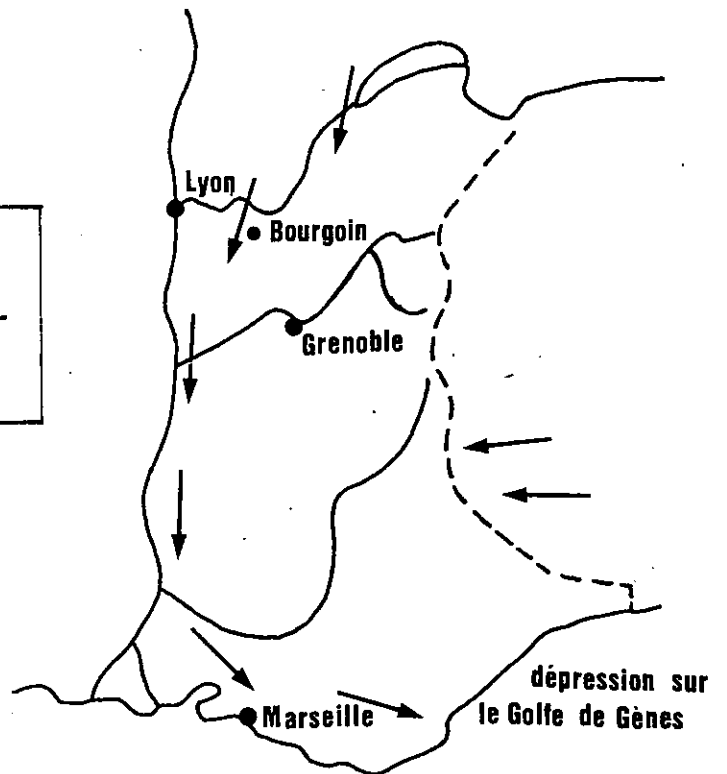 Lyon
Bourgoin
Grenoble
dépression sur
le Golfe de Gènes
Marseille